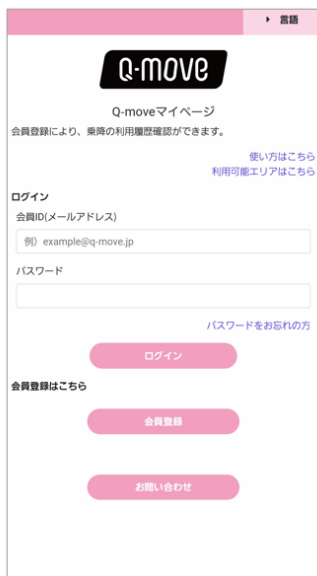 言語
Q-move
Q-moveマイページ
会員登録により、乗降の利用履歴確認ができます。
使い方はこちら
利用可能エリアはこちら
ログイン
会員ID(メールアドレス)
例）example@q-move.jp
パスワード
パスワードをお忘れの方
ログイン
会員登録はこちら
会員登録
お問い合わせ